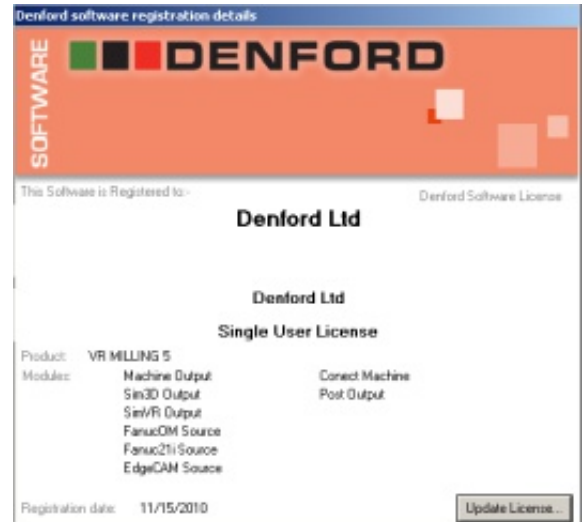 Denford software registration details
SOFTWARE
DENFORD
This Software is Registered to:-
Denford Software License
Denford Ltd
Denford Ltd
Single User License
Product: VR MILLING 5
Modules: Machine Output Conect Machine
Sim3D Output Post Output
SimVR Output
FanucOM Source
Fanuc21i Source
EdgeCAM Source
Registration date: 11/15/2010 Update License...